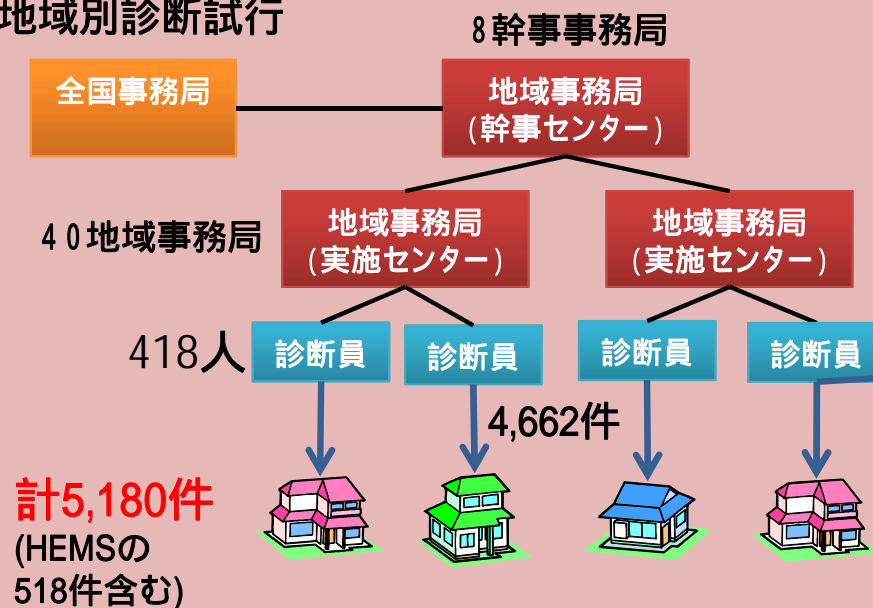 地域別診断試行
8幹事事務局
全国事務局
地域事務局
(幹事センター)
40地域事務局
地域事務局
(実施センター)
地域事務局
(実施センター)
418人
診断員
診断員
診断員
診断員
4,662件
計5,180件
(HEMSの
518件含む)